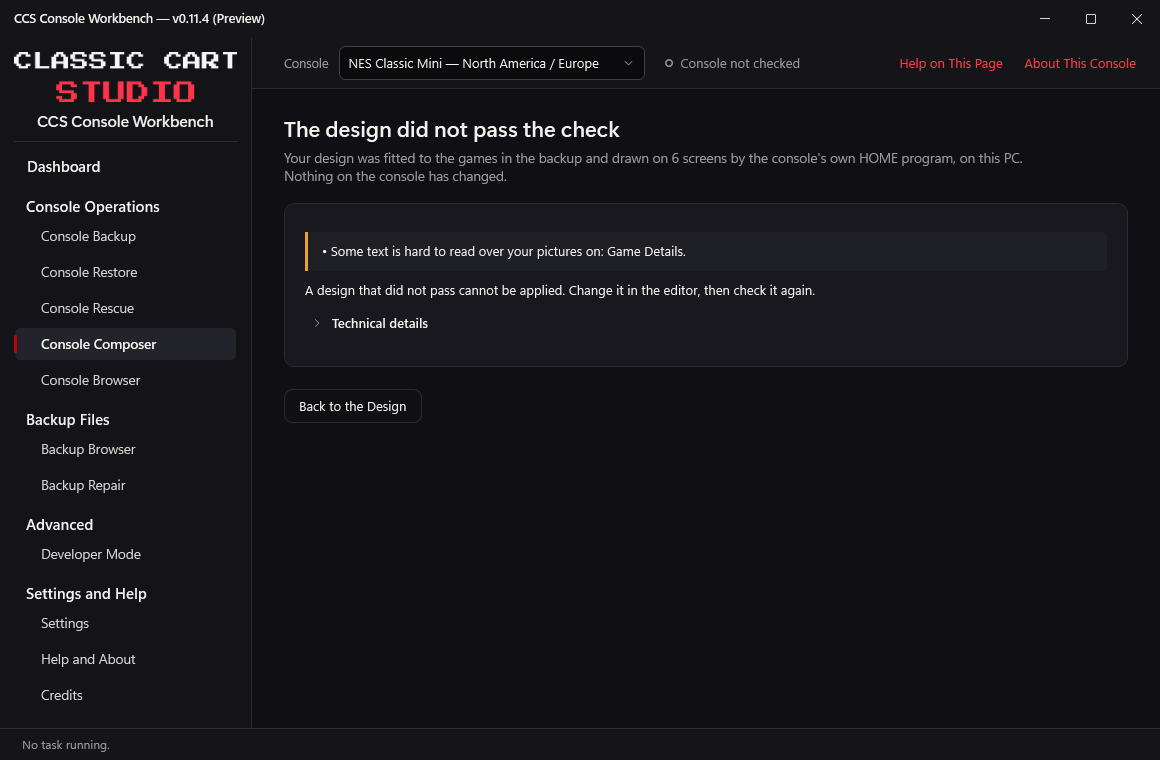 CCS Console Workbench — v0.11.4 (Preview)
CLASSIC CART
STUDIO
CCS Console Workbench
Dashboard
Console Operations
Console Backup
Console Restore
Console Rescue
Console Composer
Console Browser
Backup Files
Backup Browser
Backup Repair
Advanced
Developer Mode
Settings and Help
Settings
Help and About
Credits
Console
NES Classic Mini — North America / Europe
Console not checked
Help on This Page
About This Console
The design did not pass the check
Your design was fitted to the games in the backup and drawn on 6 screens by the console's own HOME program, on this PC.
Nothing on the console has changed.
• Some text is hard to read over your pictures on: Game Details.
A design that did not pass cannot be applied. Change it in the editor, then check it again.
Technical details
Back to the Design
No task running.